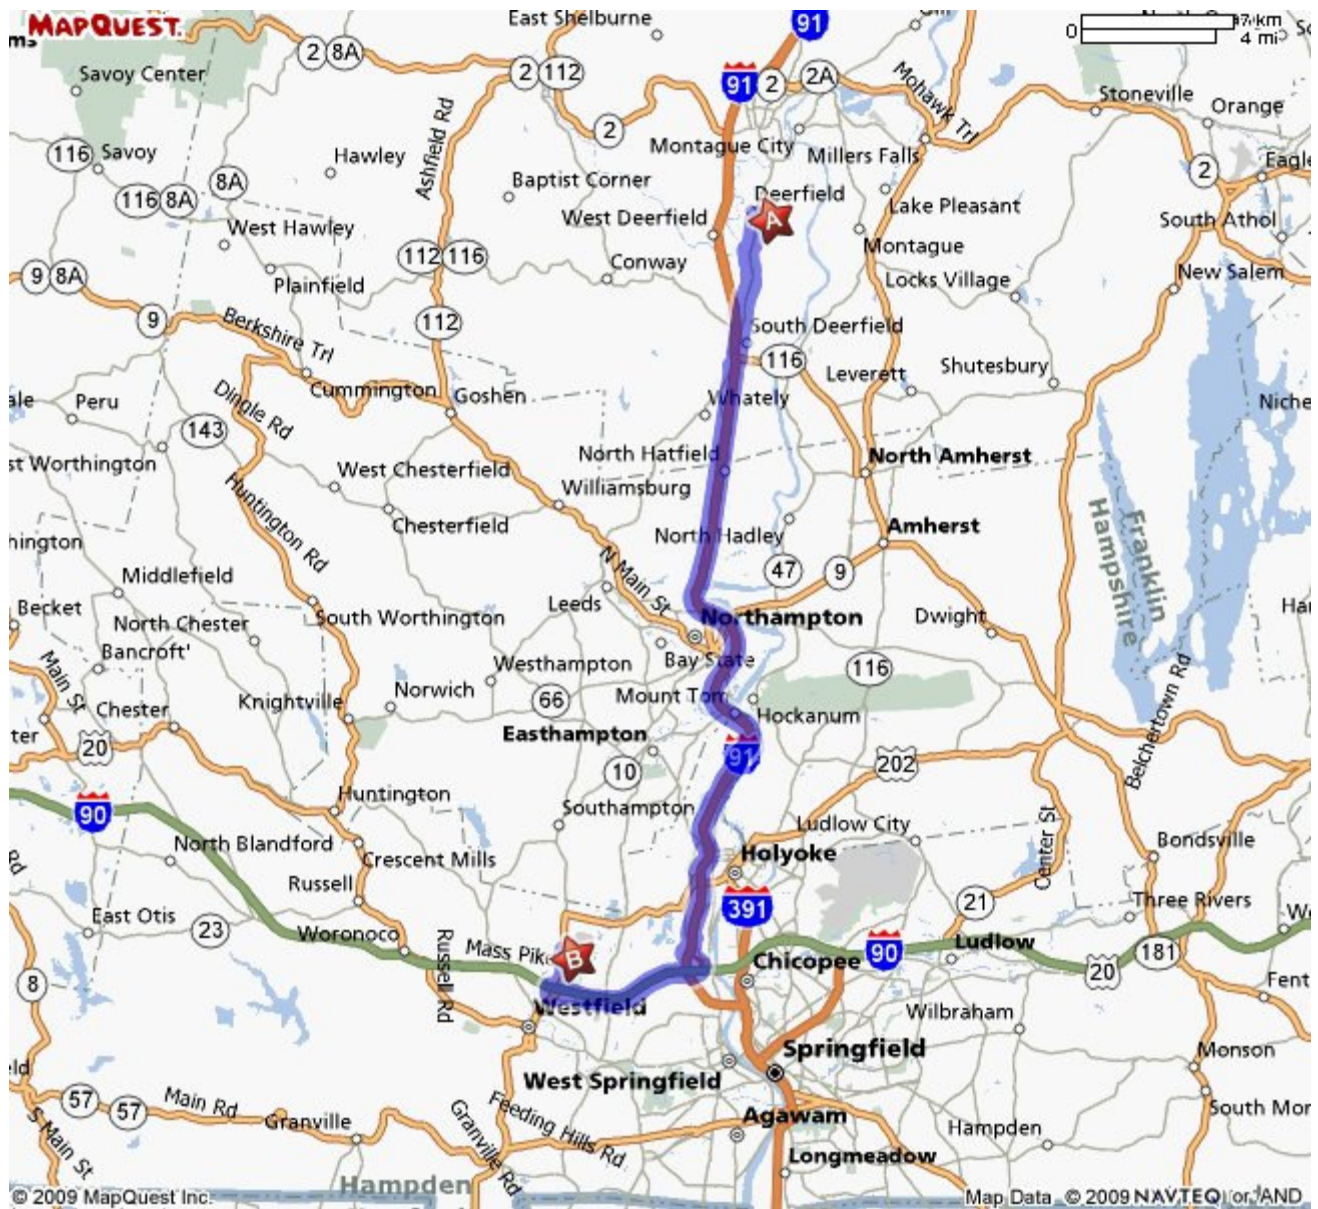 MAPQUEST.
East Shelburne
91
0
4 mi
2
8A
Savoy Center
2
112
91
2
2A
Mohawk Trl
Stoneville
Orange
Ashfield Rd
2
Montague City
Millers Falls
116
Savoy
Hawley
2
116
8A
8A
Baptist Corner
Deerfield
A
Lake Pleasant
West Hawley
West Deerfield
South Athol
112
116
Montague
Conway
9
8A
Plainfield
Locks Village
New Salem
9
Berkshire Trl
112
South Deerfield
116
Shutesbury
Leverett
Cummington
Goshen
Peru
Dingle Rd
Whately
143
North Hatfield
North Amherst
West Chesterfield
Williamsburg
Huntington Rd
Chesterfield
Amherst
North Hadley
Franklin
Hampshire
N Main St
47
9
Middlefield
Becket
Leeds
North Chester
South Worthington
Northampton
Dwight
Bancroft'
Westhampton
Bay State
116
Main St
Norwich
66
Mount Tom
Knightville
Chester
Hockanum
Belchertown Rd
20
Easthampton
91
202
10
90
Huntington
Southampton
Ludlow City
North Blandford
Bondsville
Crescent Mills
Holyoke
Center St
Russell
391
21
Three Rivers
East Otis
23
Woronoco
Russell Rd
Mass Pike
B
90
Ludlow
181
Chicopee
20
8
Westfield
Wilbraham
Springfield
Monson
West Springfield
57
57
Main Rd
Granville
Feeding Hills Rd
Granville Rd
Agawam
Hampden
S Main St
Longmeadow
Hampden
© 2009 MapQuest Inc.
Map Data © 2009 NAVTEQ or AND